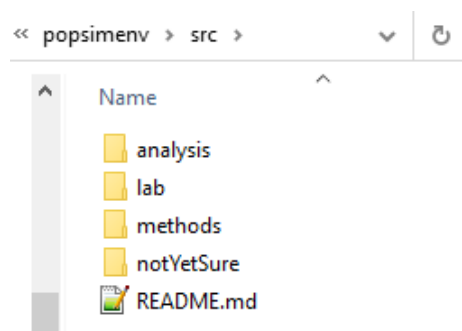 « popsimenv > src >
Name
analysis
lab
methods
notYetSure
README.md